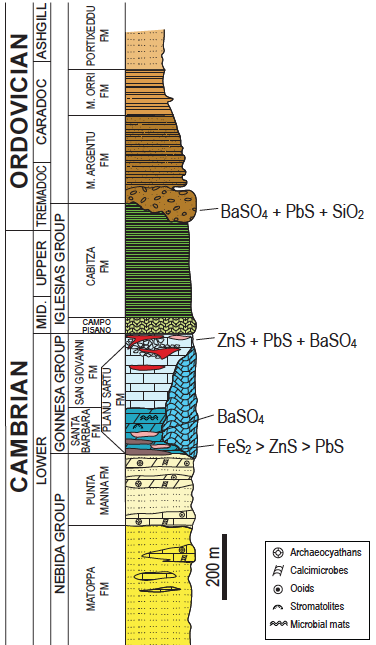 ORDOVICIAN
CAMBRIAN
ASHGILL
CARADOC
TREMADOC
UPPER
MID.
LOWER
IGLESIAS GROUP
GONNESA GROUP
NEBIDA GROUP
PORTIXEDDU
FM
M. ORRI
FM
M. ARGENTU
FM
CABITZA
FM
CAMPO
PISANO
SAN GIOVANNI
FM
PLANU SARTU
FM
SANTA
BARBARA
FM
PUNTA
MANNA FM
MATOPPA
FM
BaSO4 + PbS + SiO2
ZnS + PbS + BaSO4
BaSO4
FeS2 > ZnS > PbS
200 m
Archaeocyathans
Calcimicrobes
Ooids
Stromatolites
Microbial mats